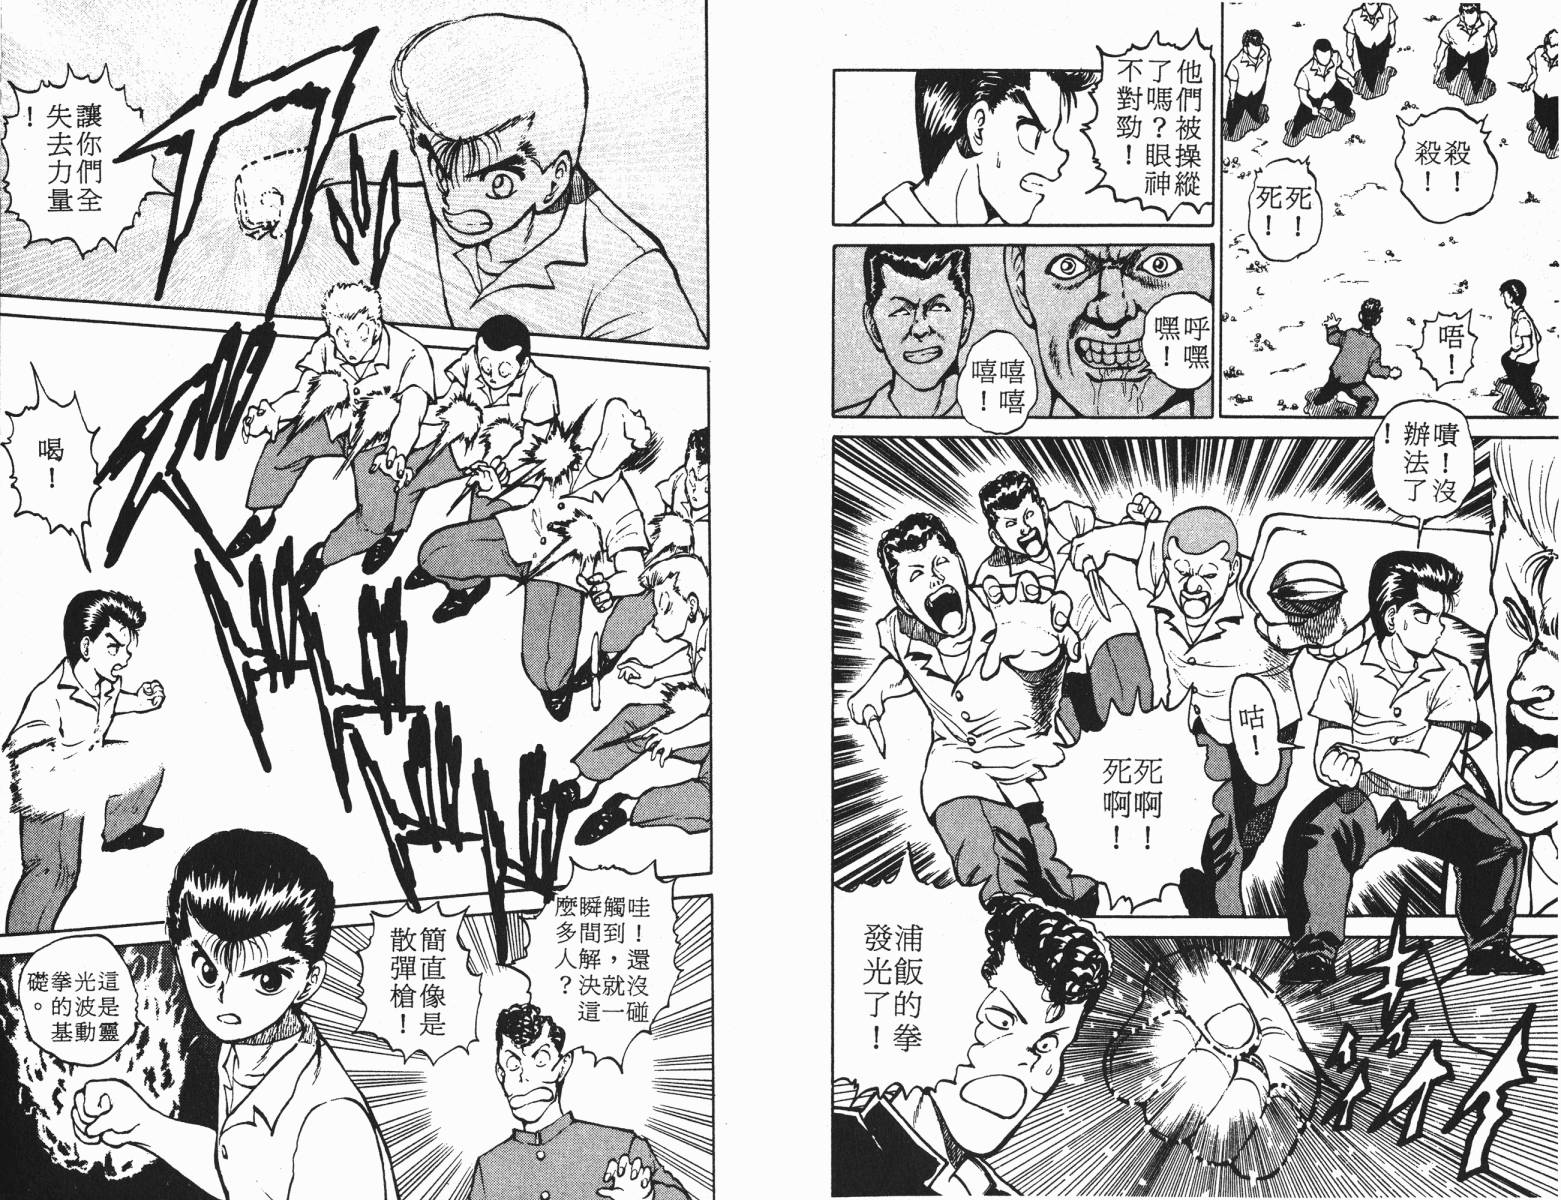 殺！
殺！
死！
死！
唔！
他們被操縱
了嗎？眼神
不對勁！
呼嘿
嘿！
嘻嘻
嘻！
嘖！沒
辦法了
！
咕！
死啊！
死啊！
浦飯的拳
發光了！
讓你們全
失去力量
！
喝！
哇！還沒碰
觸到，就一
瞬間解決這
麼多人？
簡直像是
散彈槍！
這是靈
光波動
拳的基
礎。